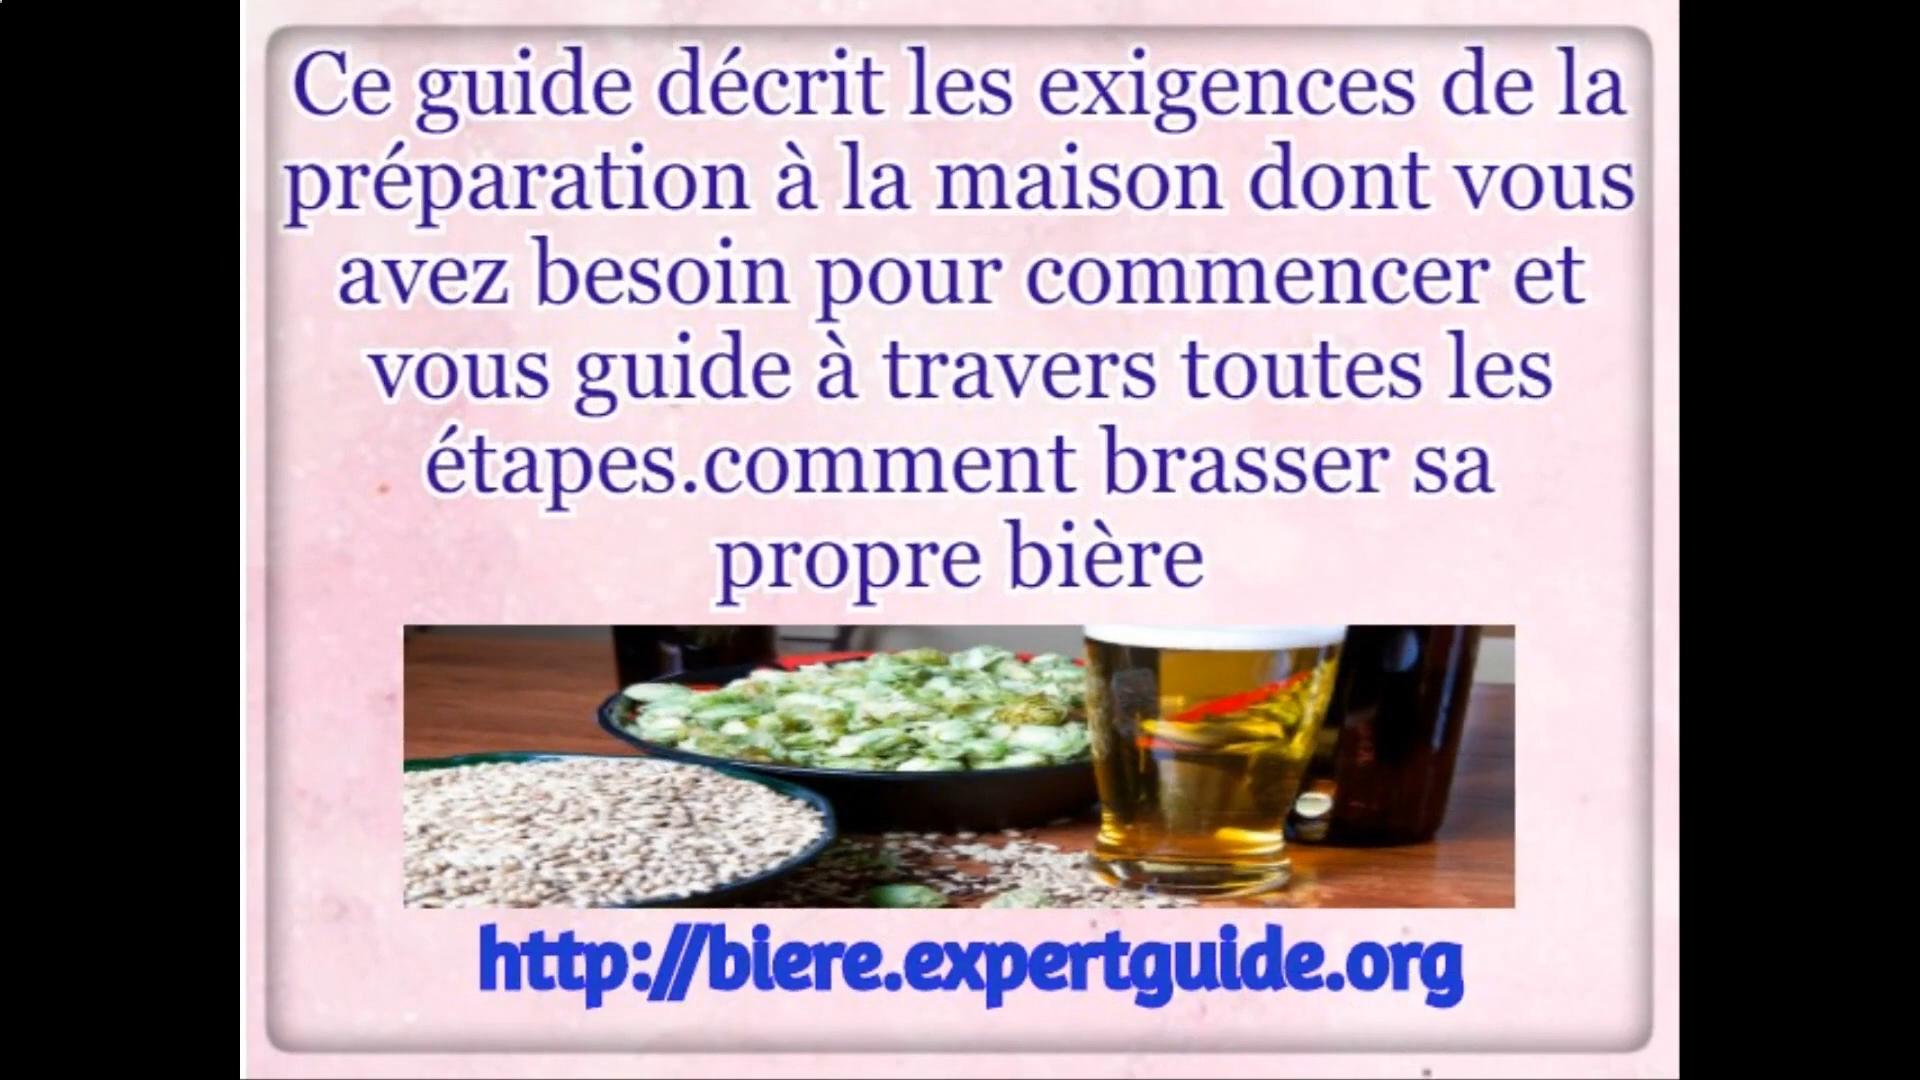 Ce guide décrit les exigences de la
préparation à la maison dont vous
avez besoin pour commencer et
vous guide à travers toutes les
étapes.comment brasser sa
propre bière
http://biere.expertguide.org